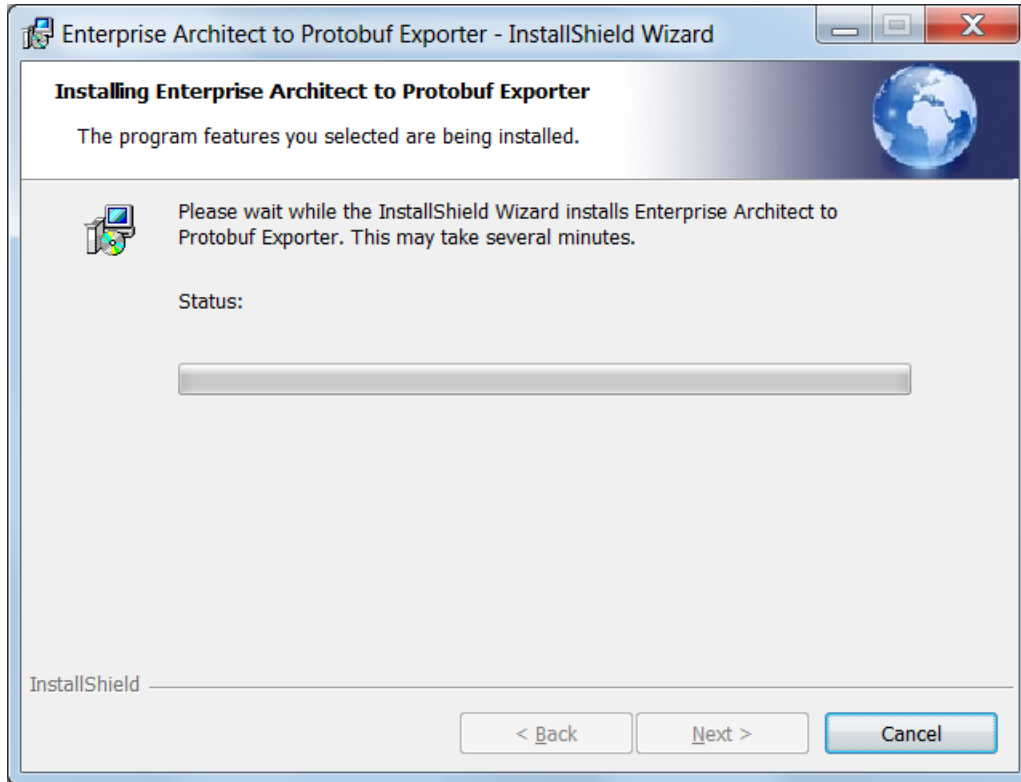 Enterprise Architect to Protobuf Exporter - InstallShield Wizard
Installing Enterprise Architect to Protobuf Exporter
The program features you selected are being installed.
Please wait while the InstallShield Wizard installs Enterprise Architect to
Protobuf Exporter. This may take several minutes.
Status:
InstallShield
< Back
Next >
Cancel